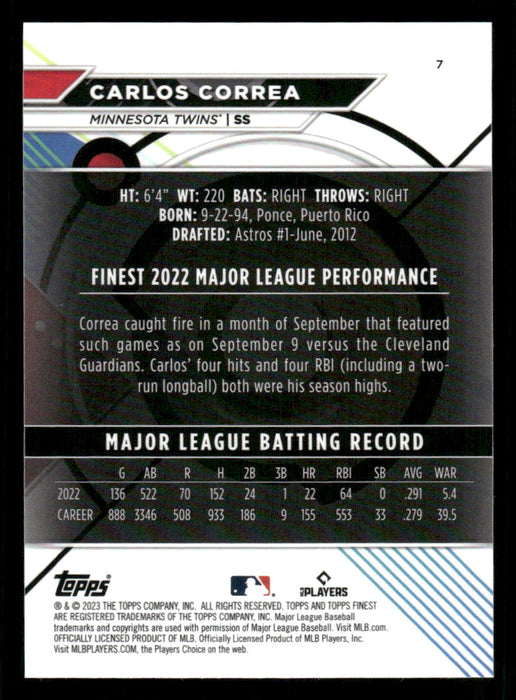 7
CARLOS CORREA
MINNESOTA TWINS® | SS
HT: 6'4" WT: 220 BATS: RIGHT THROWS: RIGHT
BORN: 9-22-94, Ponce, Puerto Rico
DRAFTED: Astros #1-June, 2012
FINEST 2022 MAJOR LEAGUE PERFORMANCE
Correa caught fire in a month of September that featured
such games as on September 9 versus the Cleveland
Guardians. Carlos' four hits and four RBI (including a two-
run longball) both were his season highs.
MAJOR LEAGUE BATTING RECORD
G AB R H 2B 3B HR RBI SB AVG WAR
2022 136 522 70 152 24 1 22 64 0 .291 5.4
CAREER 888 3346 508 933 186 9 155 553 33 .279 39.5
topps
MLB PLAYERS
® & © 2023 THE TOPPS COMPANY, INC. ALL RIGHTS RESERVED. TOPPS AND TOPPS FINEST
ARE REGISTERED TRADEMARKS OF THE TOPPS COMPANY, INC. Major League Baseball
trademarks and copyrights are used with permission of Major League Baseball. Visit MLB.com.
OFFICIALLY LICENSED PRODUCT OF MLB. Officially Licensed Product of MLB Players, Inc.
Visit MLBPLAYERS.com, the Players Choice on the web.